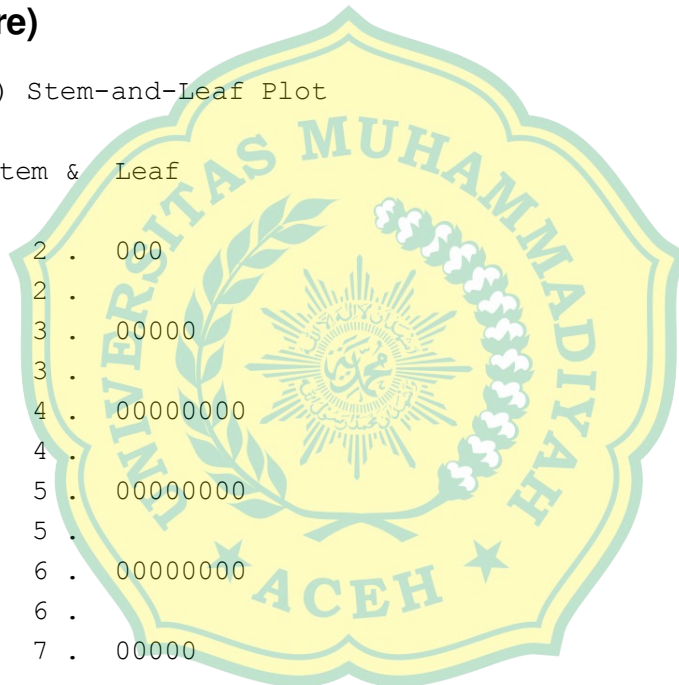 re)
) Stem-and-Leaf Plot
tem &  Leaf
2 .  000
2 .
3 .  00000
3 .
4 .  00000000
4 .
5 .  00000000
5 .
6 .  00000000
6 .
7 .  00000
UNIVERSITAS MUHAMMADIYAH
ACEH